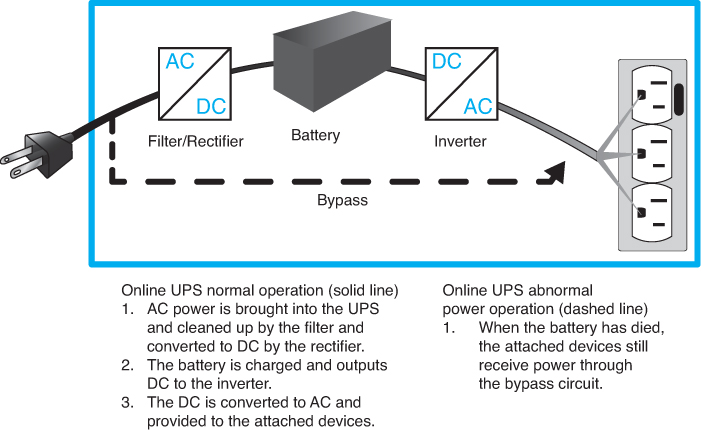 AC
DC
Filter/Rectifier
Battery
DC
AC
Inverter
Bypass
Online UPS normal operation (solid line)
1. AC power is brought into the UPS
and cleaned up by the filter and
converted to DC by the rectifier.
2. The battery is charged and outputs
DC to the inverter.
3. The DC is converted to AC and
provided to the attached devices.
Online UPS abnormal
power operation (dashed line)
1. When the battery has died,
the attached devices still
receive power through
the bypass circuit.